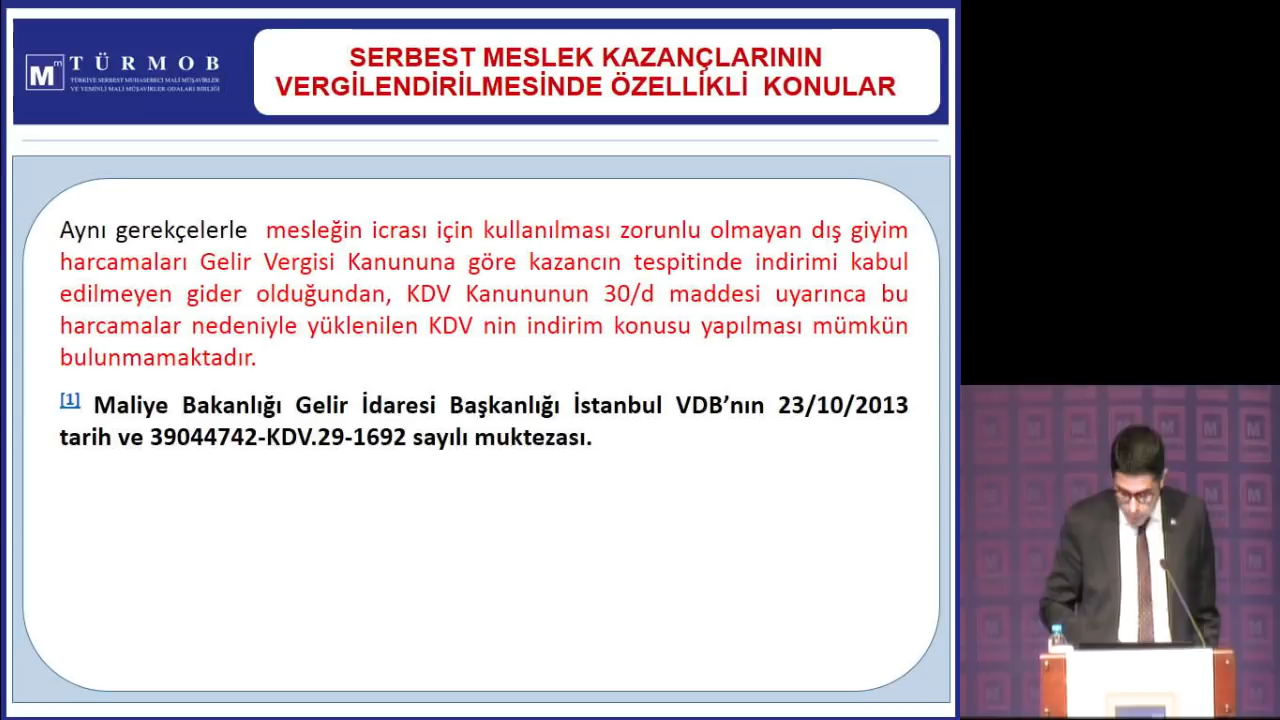 TÜRMOB
TÜRKİYE SERBEST MUHASEBECİ MALİ MÜŞAVİRLER
VE YEMİNLİ MALİ MÜŞAVİRLER ODALARI BİRLİĞİ
SERBEST MESLEK KAZANÇLARININ
VERGİLENDİRİLMESİNDE ÖZELLİKLİ KONULAR
Aynı gerekçelerle mesleğin icrası için kullanılması zorunlu olmayan dış giyim
harcamaları Gelir Vergisi Kanununa göre kazancın tespitinde indirimi kabul
edilmeyen gider olduğundan, KDV Kanununun 30/d maddesi uyarınca bu
harcamalar nedeniyle yüklenilen KDV nin indirim konusu yapılması mümkün
bulunmamaktadır.
[1] Maliye Bakanlığı Gelir İdaresi Başkanlığı İstanbul VDB’nın 23/10/2013
tarih ve 39044742-KDV.29-1692 sayılı muktezası.